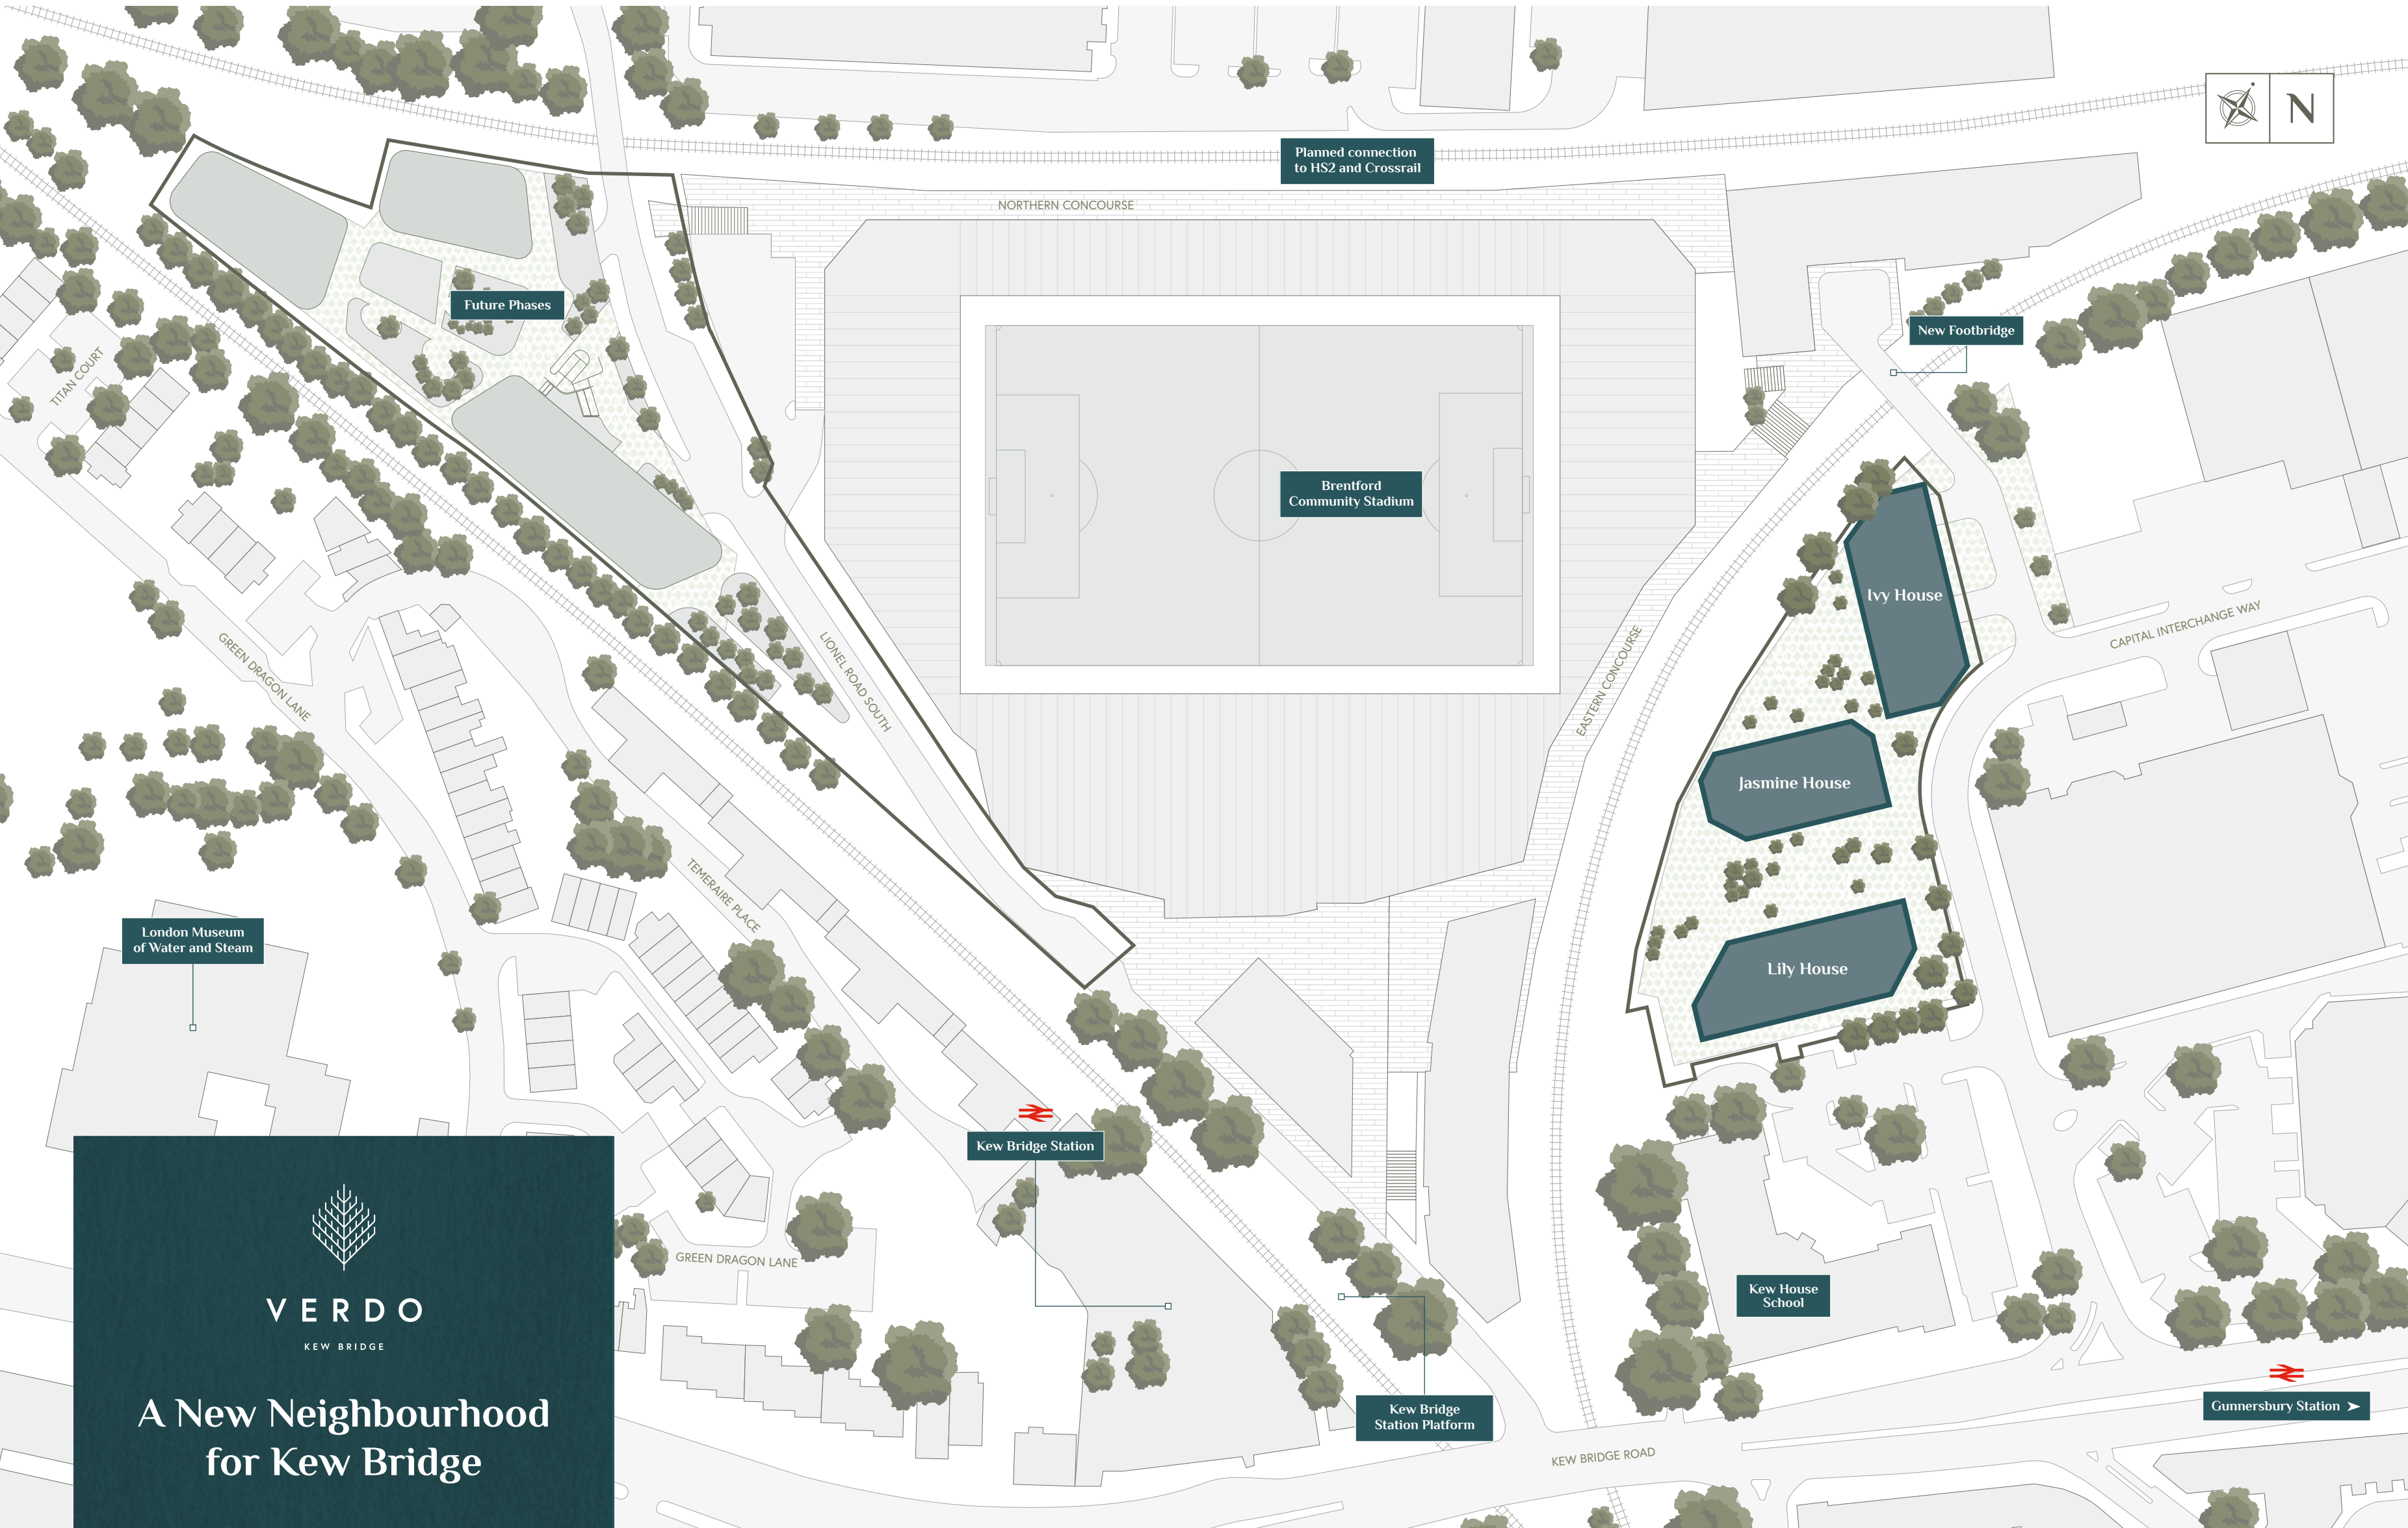 N
Planned connection
to HS2 and Crossrail
NORTHERN CONCOURSE
Future Phases
New Footbridge
TITAN COURT
Brentford
Community Stadium
Ivy House
CAPITAL INTERCHANGE WAY
GREEN DRAGON LANE
LIONEL ROAD SOUTH
EASTERN CONCOURSE
Jasmine House
TEMERAIRE PLACE
London Museum
of Water and Steam
Lily House
Kew Bridge Station
GREEN DRAGON LANE
Kew House
School
VERDO
KEW BRIDGE
A New Neighbourhood
for Kew Bridge
Kew Bridge
Station Platform
Gunnersbury Station
KEW BRIDGE ROAD